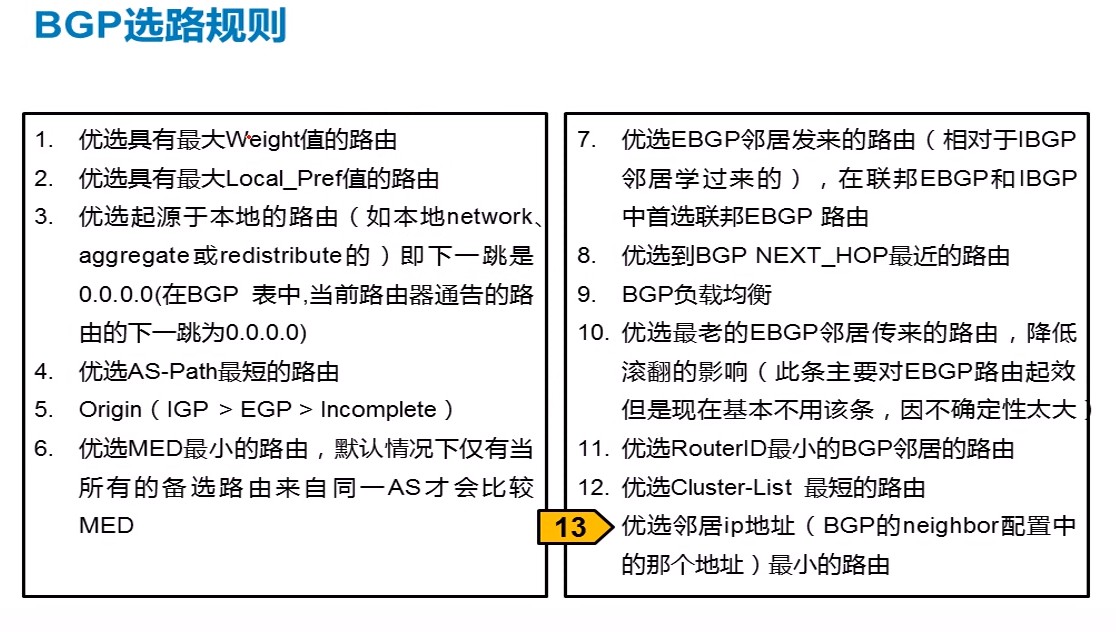 BGP选路规则
1. 优选具有最大Weight值的路由
2. 优选具有最大Local_Pref值的路由
3. 优选起源于本地的路由（如本地network、
aggregate或redistribute的）即下一跳是
0.0.0.0(在BGP 表中,当前路由器通告的路
由的下一跳为0.0.0.0)
4. 优选AS-Path最短的路由
5. Origin（IGP > EGP > Incomplete）
6. 优选MED最小的路由，默认情况下仅有当
所有的备选路由来自同一AS才会比较
MED
7. 优选EBGP邻居发来的路由（相对于IBGP
邻居学过来的），在联邦EBGP和IBGP
中首选联邦EBGP 路由
8. 优选到BGP NEXT_HOP最近的路由
9. BGP负载均衡
10. 优选最老的EBGP邻居传来的路由，降低
滚翻的影响（此条主要对EBGP路由起效
但是现在基本不用该条，因不确定性太大）
11. 优选RouterID最小的BGP邻居的路由
12. 优选Cluster-List 最短的路由
13 优选邻居ip地址（BGP的neighbor配置中
的那个地址）最小的路由